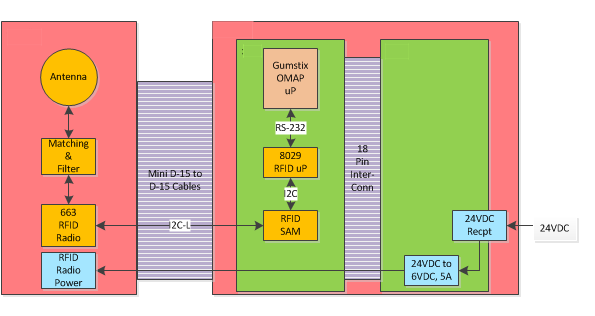 Antenna
Matching
&
Filter
663
RFID
Radio
RFID
Radio
Power
Mini D-15 to
D-15 Cables
I2C-L
Gumstix
OMAP
uP
RS-232
8029
RFID uP
I2C
RFID
SAM
18
Pin
Inter-
Conn
24VDC
Recpt
24VDC to
6VDC, 5A
24VDC